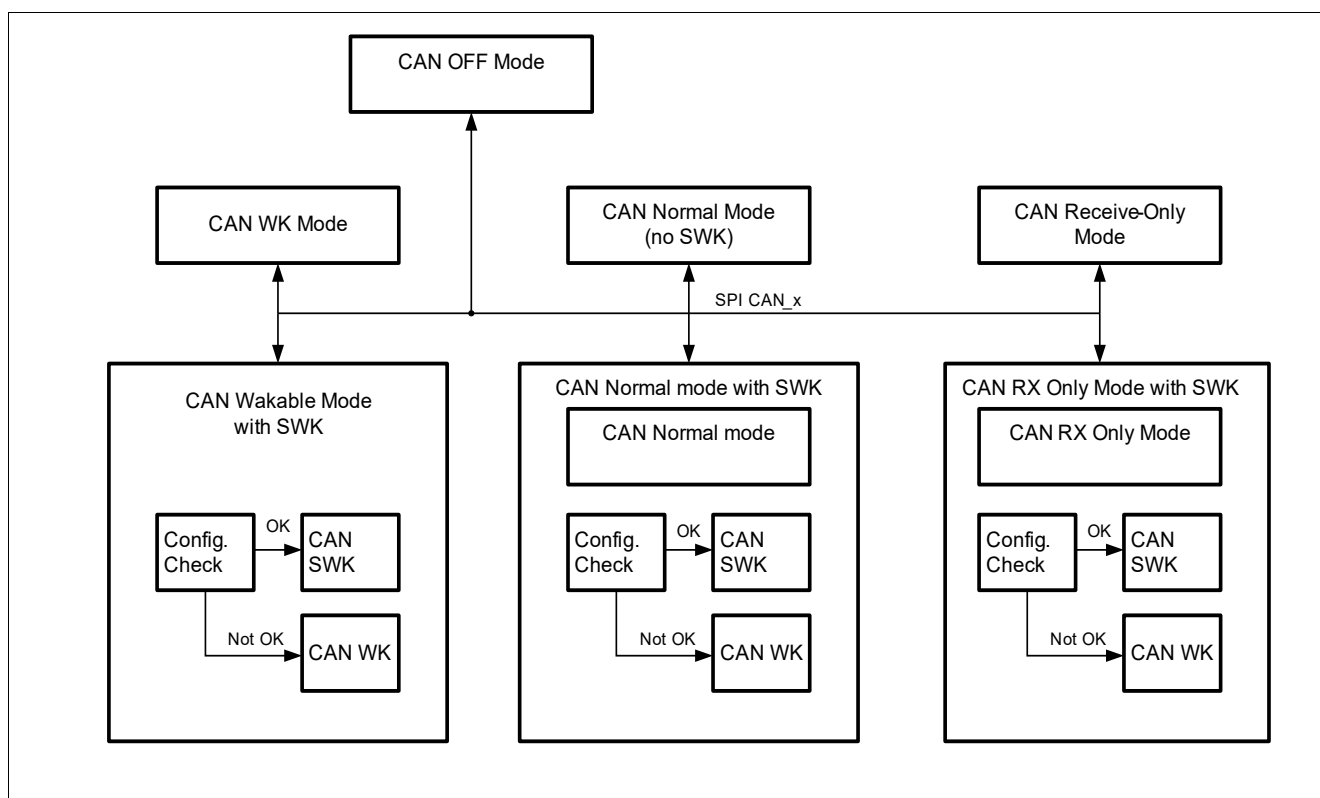 CAN OFF Mode
CAN WK Mode
CAN Normal Mode
(no SWK)
CAN Receive-Only
Mode
SPI CAN_x
CAN Wakable Mode
with SWK
Config.
Check
OK
CAN
SWK
Not OK
CAN WK
CAN Normal mode with SWK
CAN Normal mode
Config.
Check
OK
CAN
SWK
Not OK
CAN WK
CAN RX Only Mode with SWK
CAN RX Only Mode
Config.
Check
OK
CAN
SWK
Not OK
CAN WK